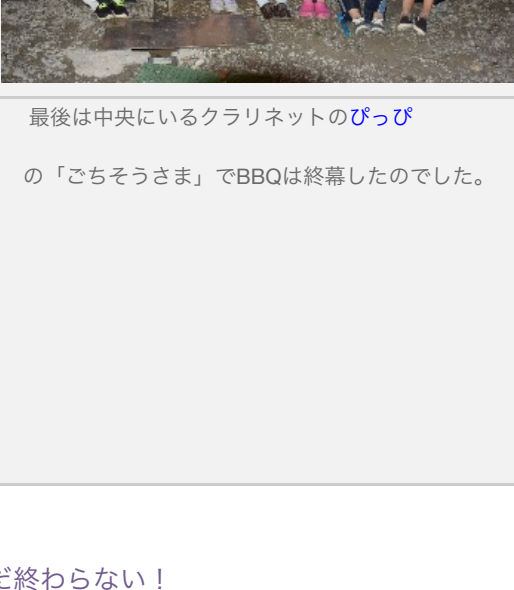 最後は中央にいるクラリネットのぴっぴ
の「ごちそうさま」でBBQは終幕したのでした。
だ終わらない！